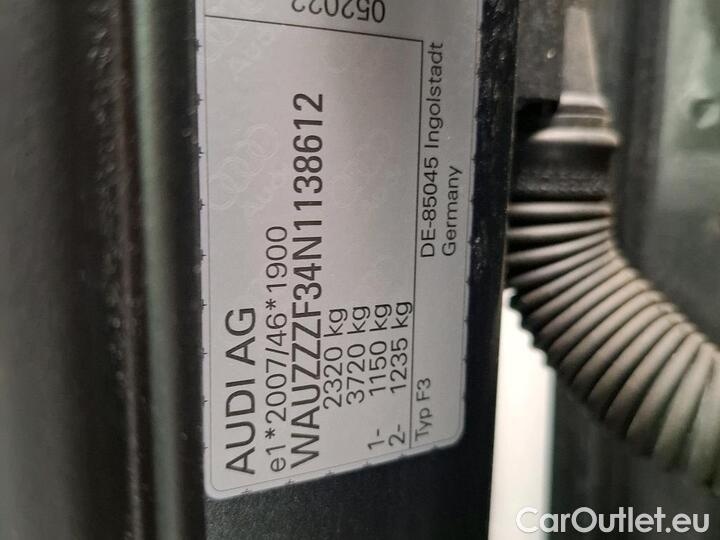 052022
AUDI AG
e1*2007/46*1900
WAUZZZF34N1138612
2320 kg
3720 kg
1- 1150 kg
2- 1235 kg
Typ F3
DE-85045 Ingolstadt
Germany
CarOutlet.eu